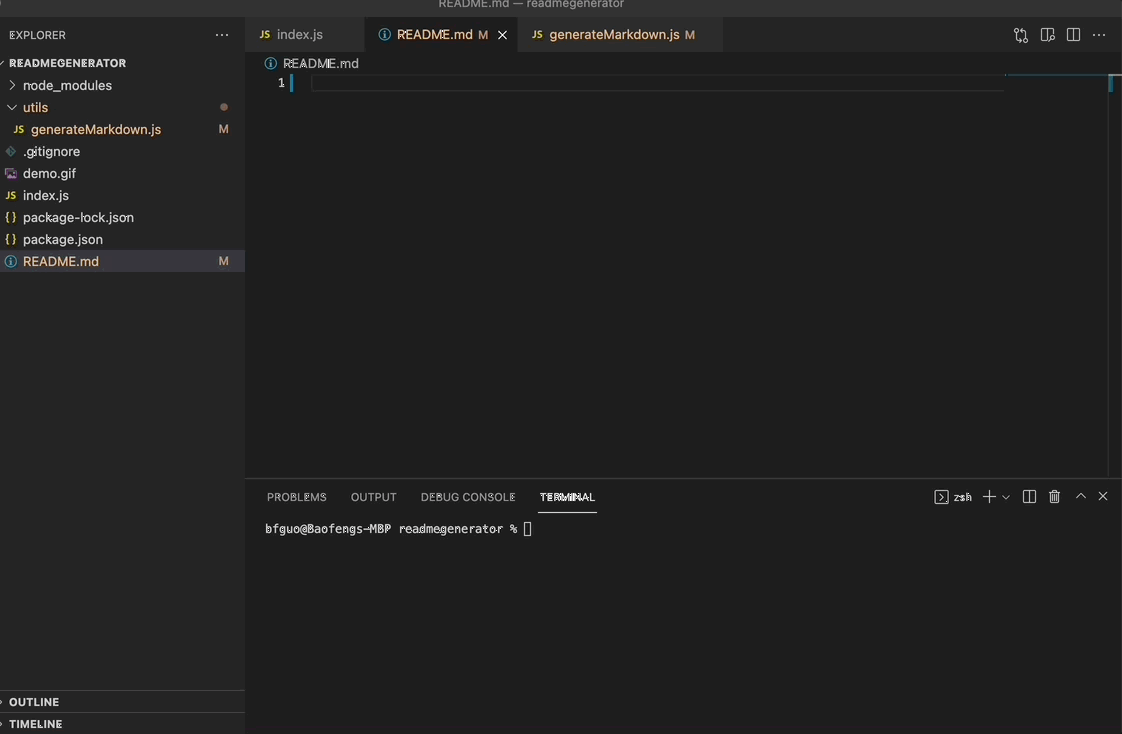 README.md — readmegenerator
EXPLORER ...
READMEGENERATOR
node_modules
utils
JS generateMarkdown.js M
.gitignore
demo.gif
JS index.js
{} package-lock.json
{} package.json
README.md M
OUTLINE
TIMELINE
JS index.js README.md M JS generateMarkdown.js M ...
README.md
1
PROBLEMS OUTPUT DEBUG CONSOLE TERMINAL zsh
bfguo@Baofengs-MBP readmegenerator %